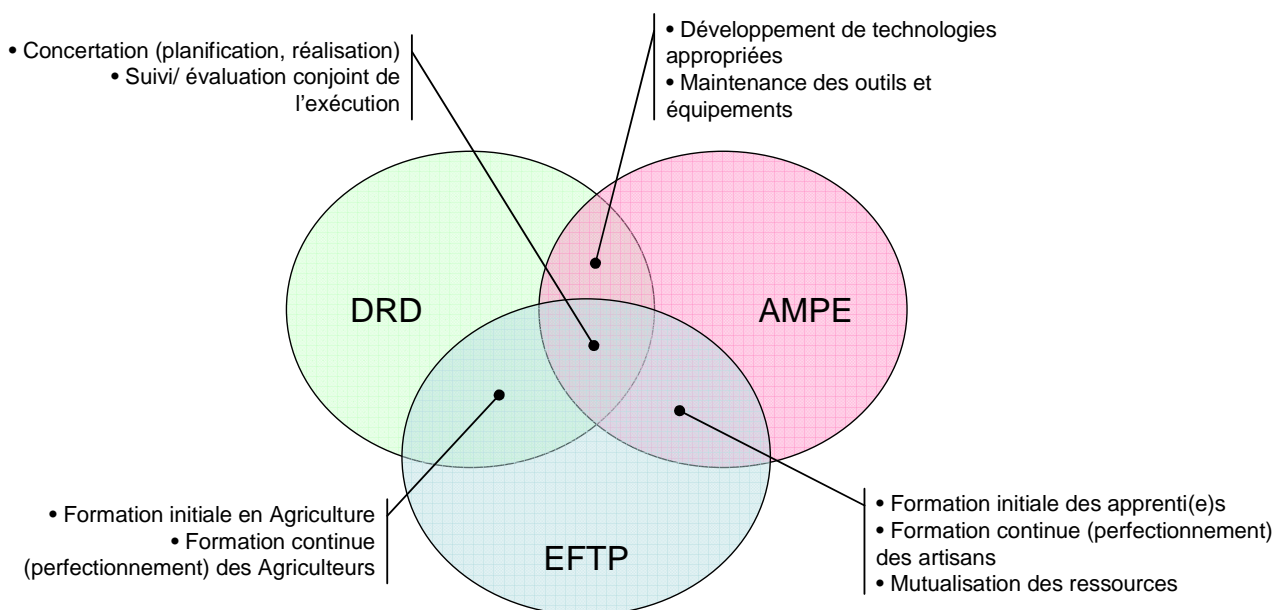 • Concertation (planification, réalisation)
• Suivi/ évaluation conjoint de
l'exécution
• Développement de technologies
appropriées
• Maintenance des outils et
équipements
DRD
AMPE
EFTP
• Formation initiale en Agriculture
• Formation continue
(perfectionnement) des Agriculteurs
• Formation initiale des apprenti(e)s
• Formation continue (perfectionnement)
des artisans
• Mutualisation des ressources